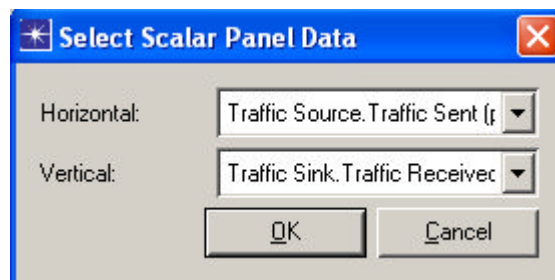 Select Scalar Panel Data
Horizontal: Traffic Source.Traffic Sent (p
Vertical: Traffic Sink.Traffic Received
OK Cancel